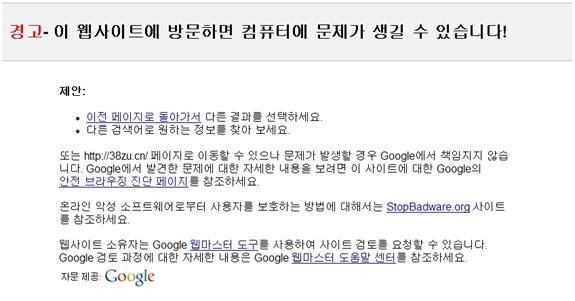 경고- 이 웹사이트에 방문하면 컴퓨터에 문제가 생길 수 있습니다!
제안:
• 이전 페이지로 돌아가서 다른 결과를 선택하세요.
• 다른 검색어로 원하는 정보를 찾아 보세요.
또는 http://38zu.cn/ 페이지로 이동할 수 있으나 문제가 발생할 경우 Google에서 책임지지 않습
니다. Google에서 발견한 문제에 대한 자세한 내용을 보려면 이 사이트에 대한 Google의
안전 브라우징 진단 페이지를 참조하세요.
온라인 악성 소프트웨어로부터 사용자를 보호하는 방법에 대해서는 StopBadware.org 사이트
를 참조하세요.
웹사이트 소유자는 Google 웹마스터 도구를 사용하여 사이트 검토를 요청할 수 있습니다.
Google 검토 과정에 대한 자세한 내용은 Google 웹마스터 도움말 센터를 참조하세요.
자문 제공: Google